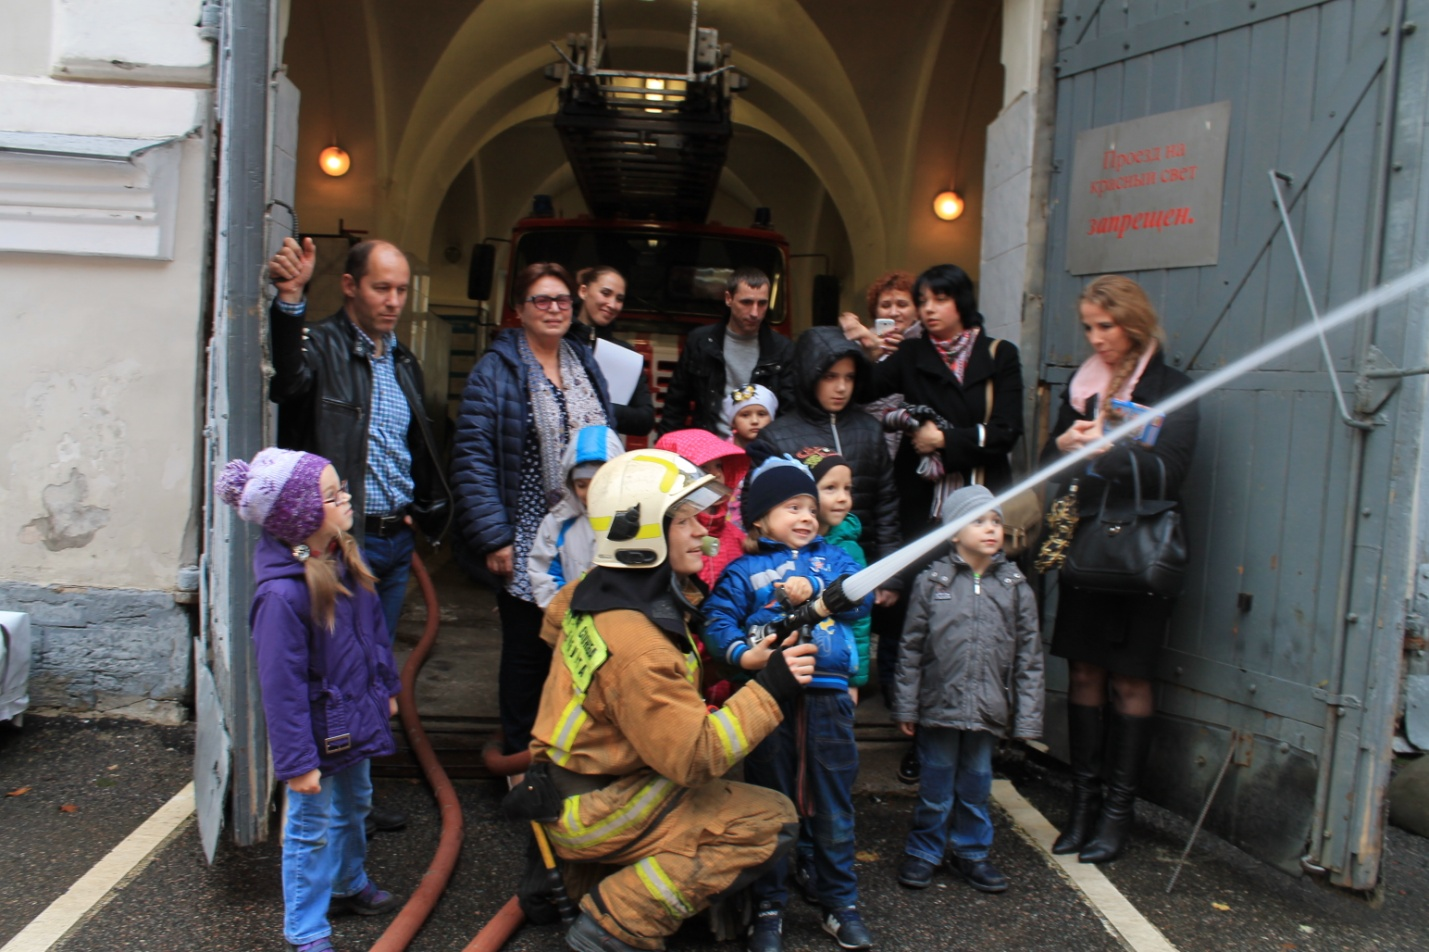 Проезд на
красный свет
запрещен.